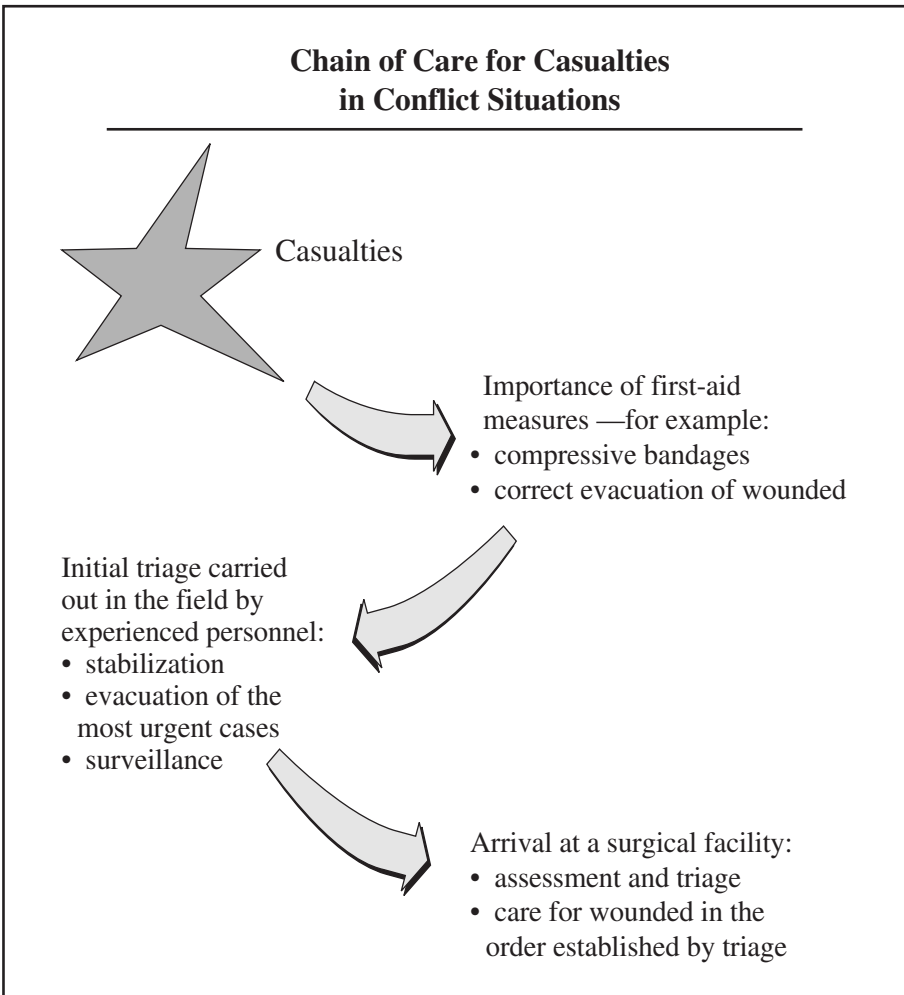 Chain of Care for Casualties
in Conflict Situations
Casualties
Importance of first-aid
measures —for example:
• compressive bandages
• correct evacuation of wounded
Initial triage carried
out in the field by
experienced personnel:
• stabilization
• evacuation of the
most urgent cases
• surveillance
Arrival at a surgical facility:
• assessment and triage
• care for wounded in the
order established by triage